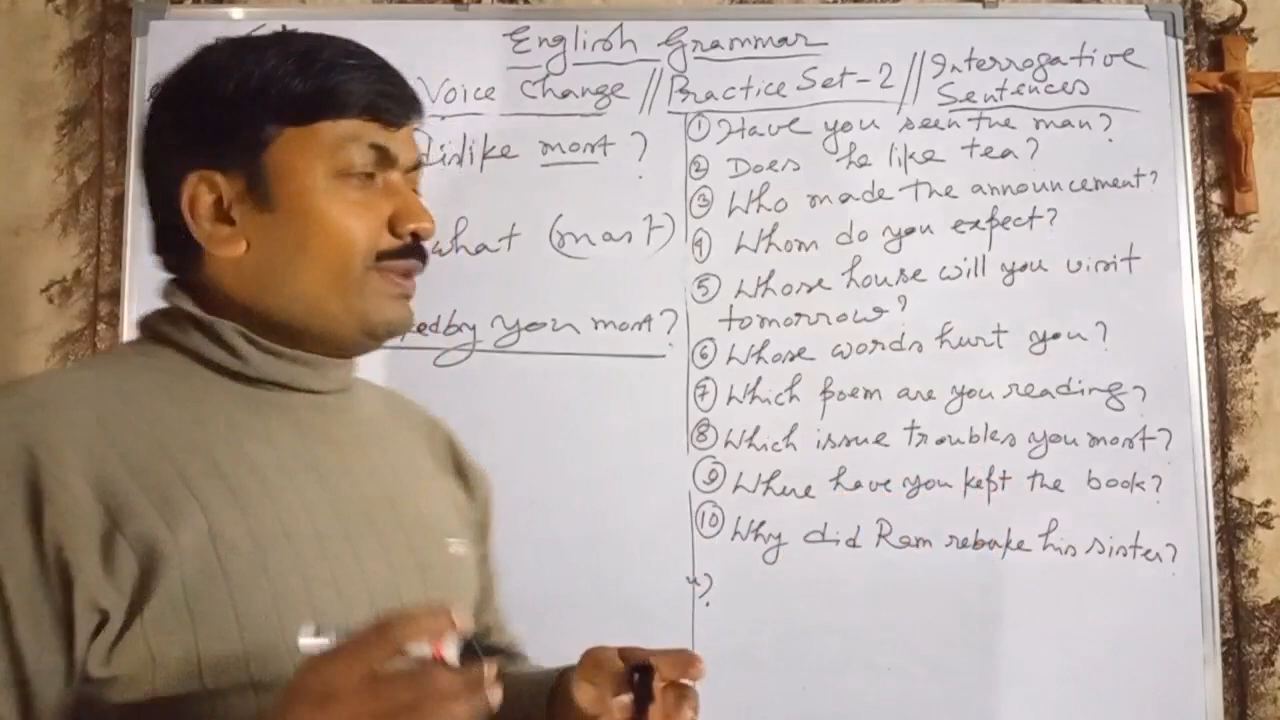 English Grammar
Voice Change // Practice Set-2 // Interrogative Sentences
Dislike most?
what (most)
by you most?
① Have you seen the man?
② Does he like tea?
③ Who made the announcement?
④ Whom do you expect?
⑤ Whose house will you visit
tomorrow?
⑥ Whose words hurt you?
⑦ Which poem are you reading?
⑧ Which issue troubles you most?
⑨ Where have you kept the book?
⑩ Why did Ram rebuke his sister?
?